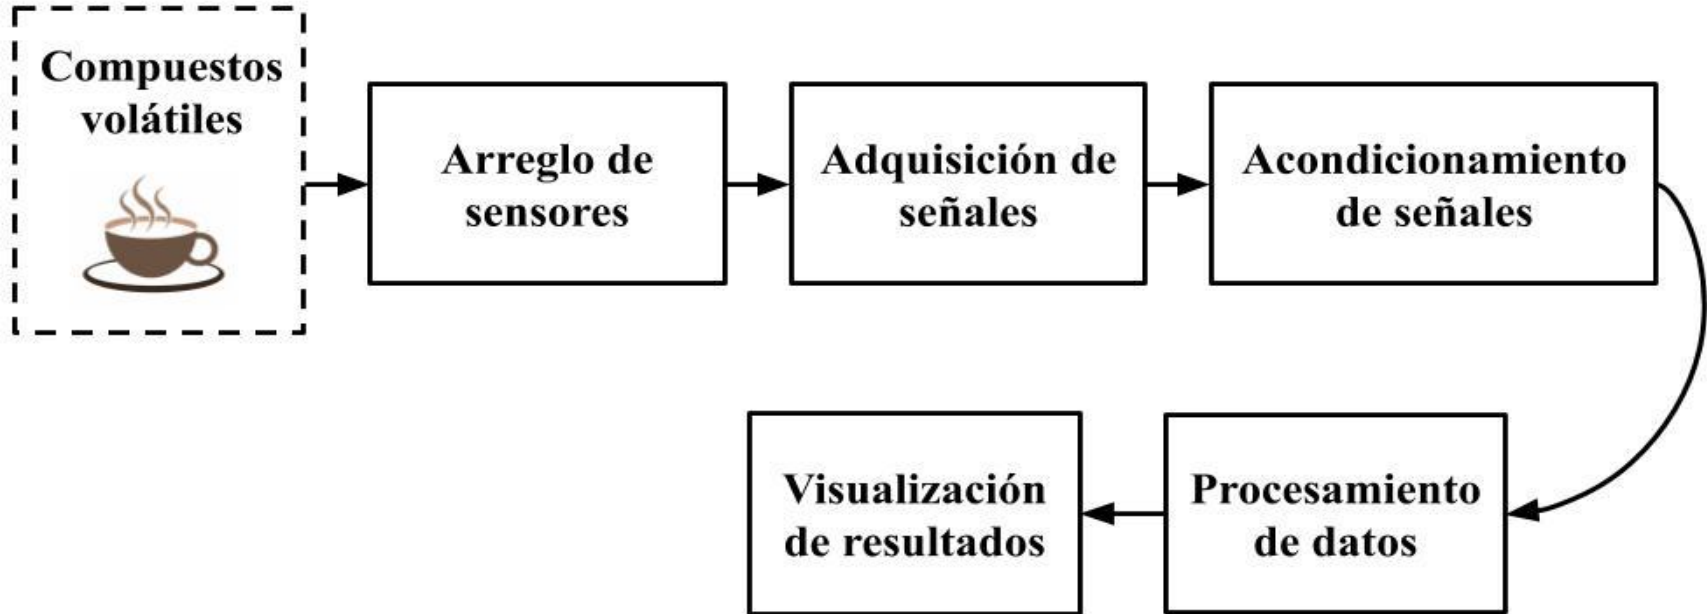 Compuestos
volátiles
Arreglo de
sensores
Adquisición de
señales
Acondicionamiento
de señales
Procesamiento
de datos
Visualización
de resultados